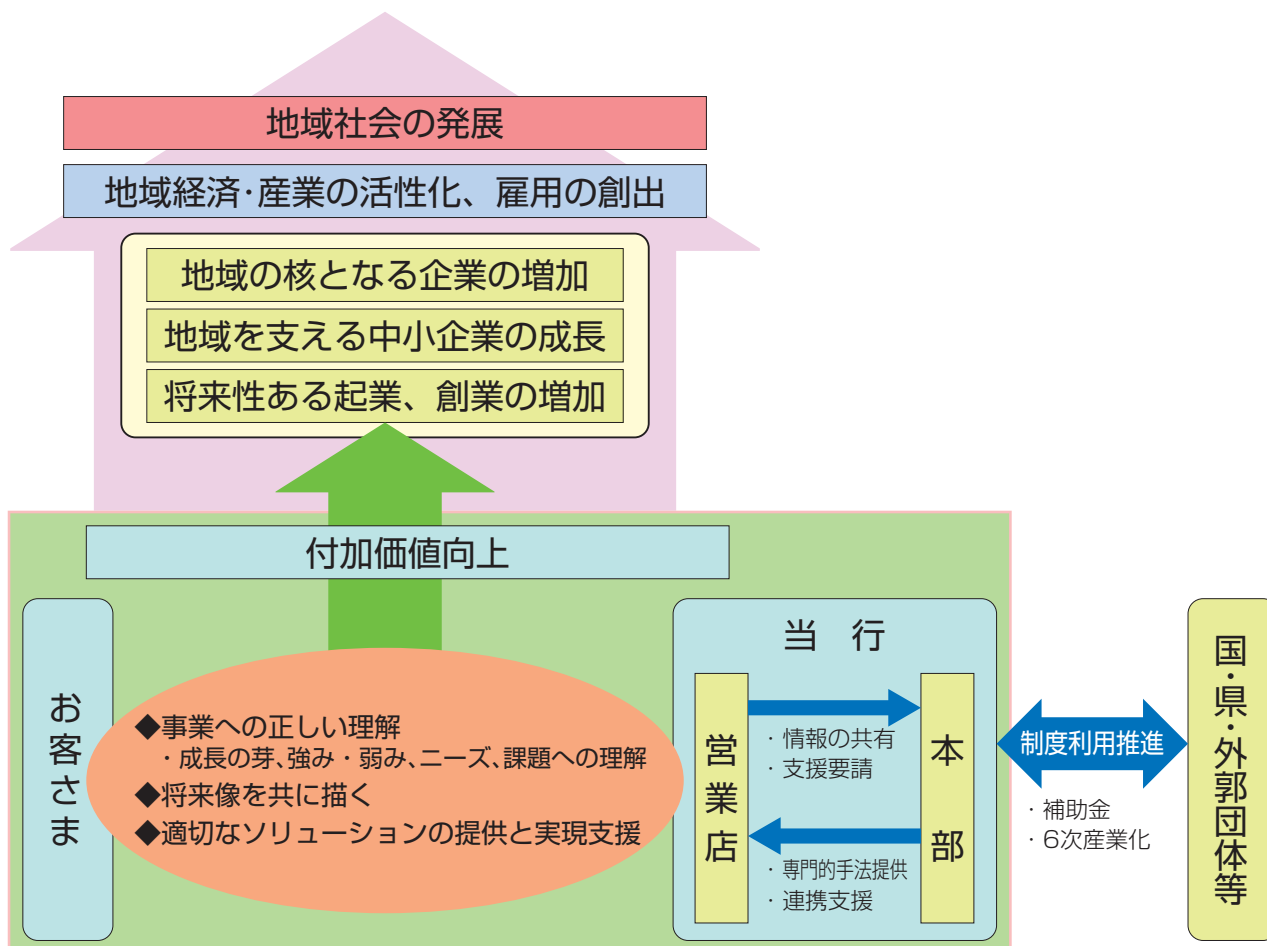 地域社会の発展
地域経済・産業の活性化、雇用の創出
地域の核となる企業の増加
地域を支える中小企業の成長
将来性ある起業、創業の増加
付加価値向上
お客さま
◆事業への正しい理解
・成長の芽、強み・弱み、ニーズ、課題への理解
◆将来像を共に描く
◆適切なソリューションの提供と実現支援
当 行
営業店
・情報の共有
・支援要請
・専門的手法提供
・連携支援
本部
制度利用推進
・補助金
・6次産業化
国・県・外郭団体等